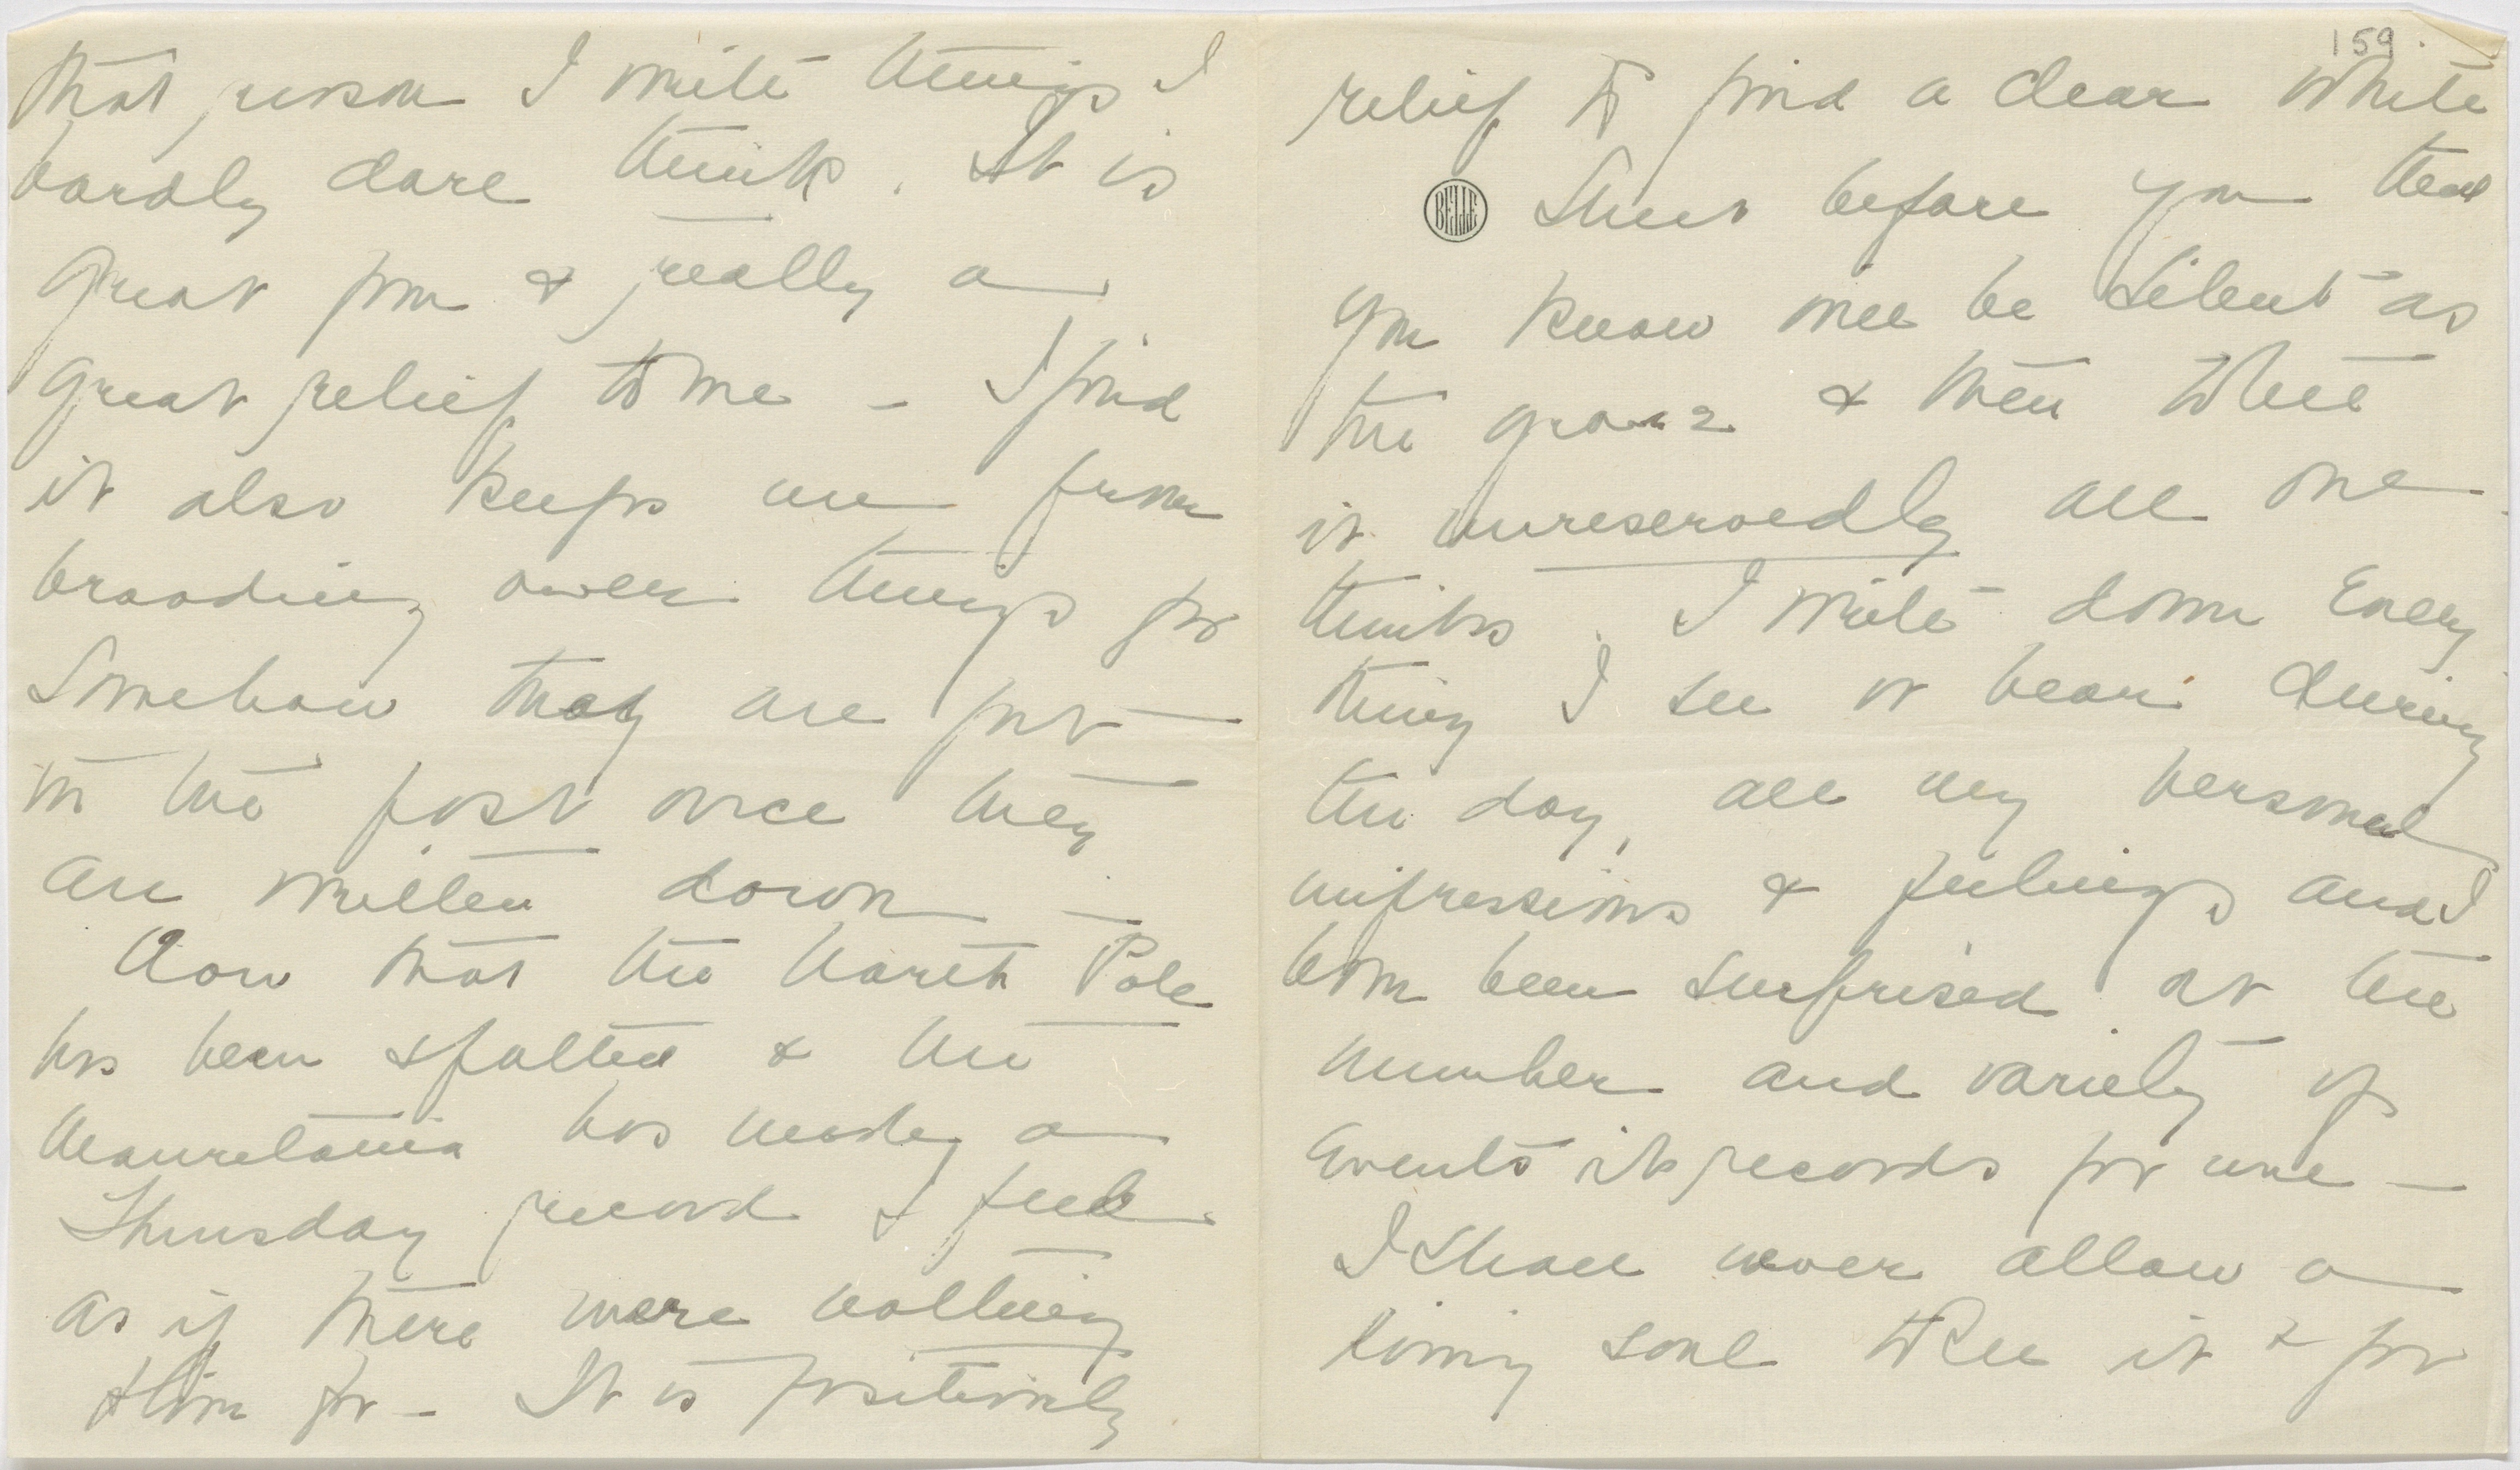 that reason I write things I
hardly dare think. It is
great fun & really a
great relief to me – I find
it also keeps me from
brooding over things for
somehow they are put
in the past once they
are written down —
Now that the North Pole
has been spotted & the
Mauretania has made a
Thursday record I feel
as if there were nothing
to live for – It is positively
159
relief to find a clear white
BELLE
sheet before you that
you know will be silent as
the grave & then tell
it unreservedly all one
thinks. I write down every
thing I see or hear during
the day, all my personal
impressions & feelings and I
have been surprised at the
number and variety of
events it records for me —
I shall never allow a
living soul to see it & for